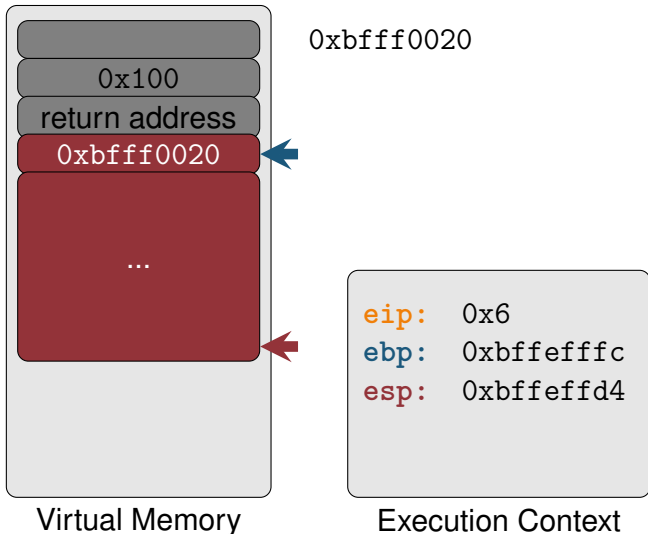 0xbfff0020
0x100
return address
0xbfff0020
...
eip: 0x6
ebp: 0xbffefffc
esp: 0xbffeffd4
Virtual Memory
Execution Context